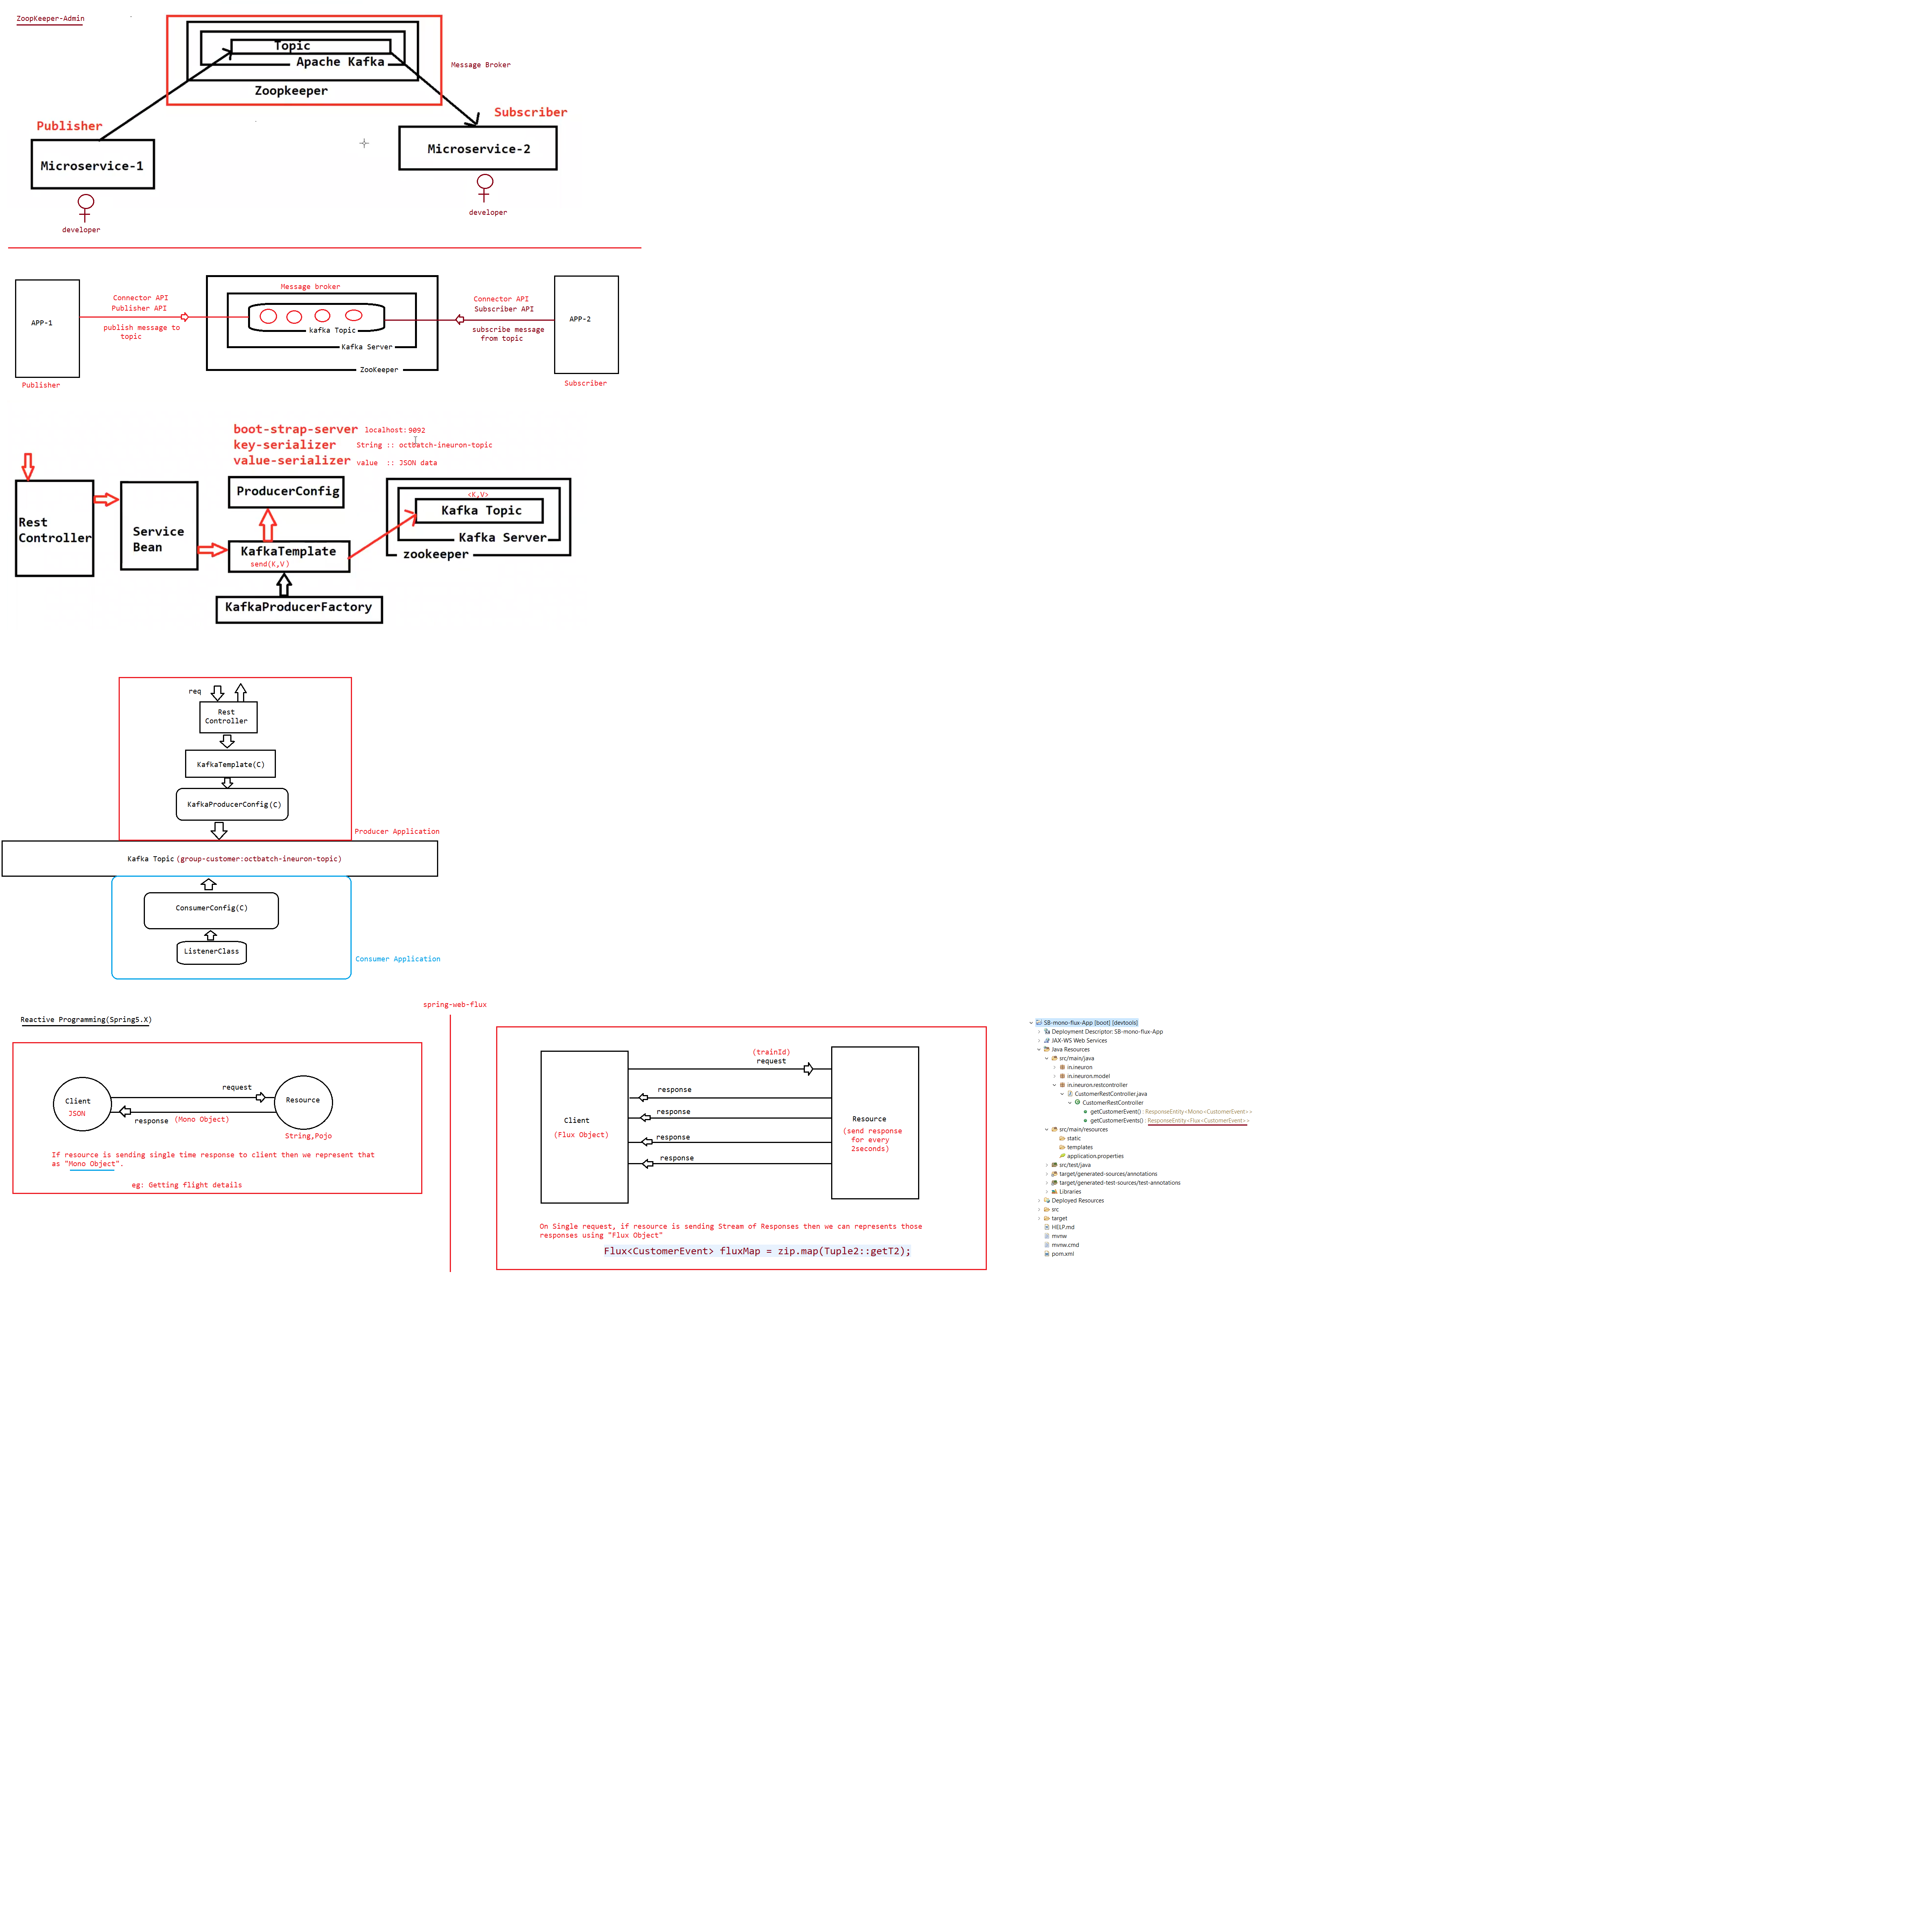 ZoopKeeper-Admin
Topic
Apache Kafka
Zoopkeeper
Message Broker
Publisher
Subscriber
Microservice-1
Microservice-2
developer
developer
APP-1
Connector API
Publisher API
publish message to
topic
Publisher
Message broker
kafka Topic
Kafka Server
ZooKeeper
Connector API
Subscriber API
subscribe message
from topic
APP-2
Subscriber
boot-strap-server localhost:9092
key-serializer String :: octbatch-ineuron-topic
value-serializer value :: JSON data
Rest
Controller
Service
Bean
ProducerConfig
KafkaTemplate
send(K,V)
KafkaProducerFactory
<K,V>
Kafka Topic
Kafka Server
zookeeper
req
Rest
Controller
KafkaTemplate(C)
KafkaProducerConfig(C)
Producer Application
Kafka Topic (group-customer:octbatch-ineuron-topic)
ConsumerConfig(C)
ListenerClass
Consumer Application
spring-web-flux
Reactive Programming(Spring5.X)
Client
JSON
request
response (Mono Object)
Resource
String,Pojo
If resource is sending single time response to client then we represent that
as "Mono Object".
eg: Getting flight details
Client
(Flux Object)
(trainId)
request
response
response
response
response
Resource
(send response
for every
2seconds)
On Single request, if resource is sending Stream of Responses then we can represents those
responses using "Flux Object"
Flux<CustomerEvent> fluxMap = zip.map(Tuple2::getT2);
SB-mono-flux-App [boot] [devtools]
Deployment Descriptor: SB-mono-flux-App
JAX-WS Web Services
Java Resources
src/main/java
in.ineuron
in.ineuron.model
in.ineuron.restcontroller
CustomerRestController.java
CustomerRestController
getCustomerEvent() : ResponseEntity<Mono<CustomerEvent>>
getCustomerEvents() : ResponseEntity<Flux<CustomerEvent>>
src/main/resources
static
templates
application.properties
src/test/java
target/generated-sources/annotations
target/generated-test-sources/test-annotations
Libraries
Deployed Resources
src
target
HELP.md
mvnw
mvnw.cmd
pom.xml